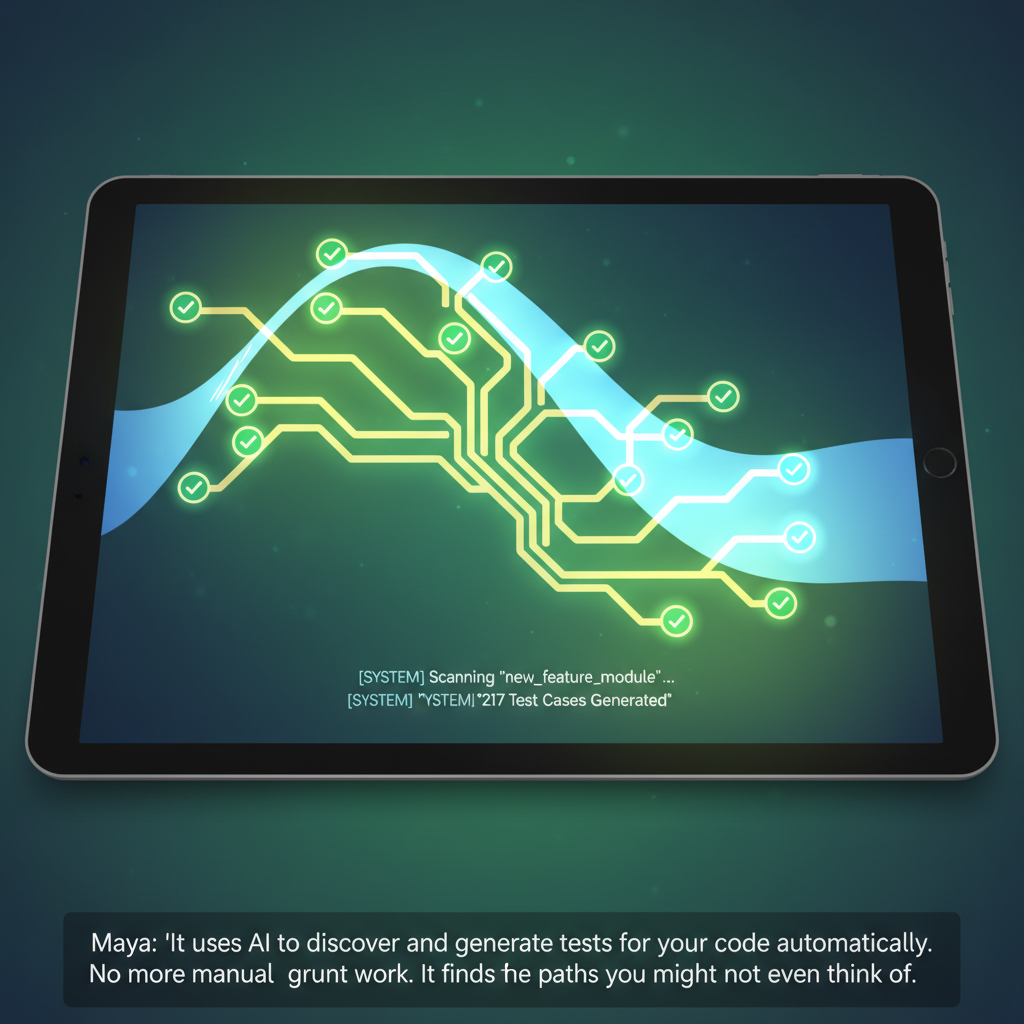 [SYSTEM] Scanning "new_feature_module"...
[SYSTEM] "YSTEM| "217 Test Cases Generated"
Maya: 'It uses AI to discover and generate tests for your code automatically.
No more manual grunt work. It finds he paths you might not even think of.